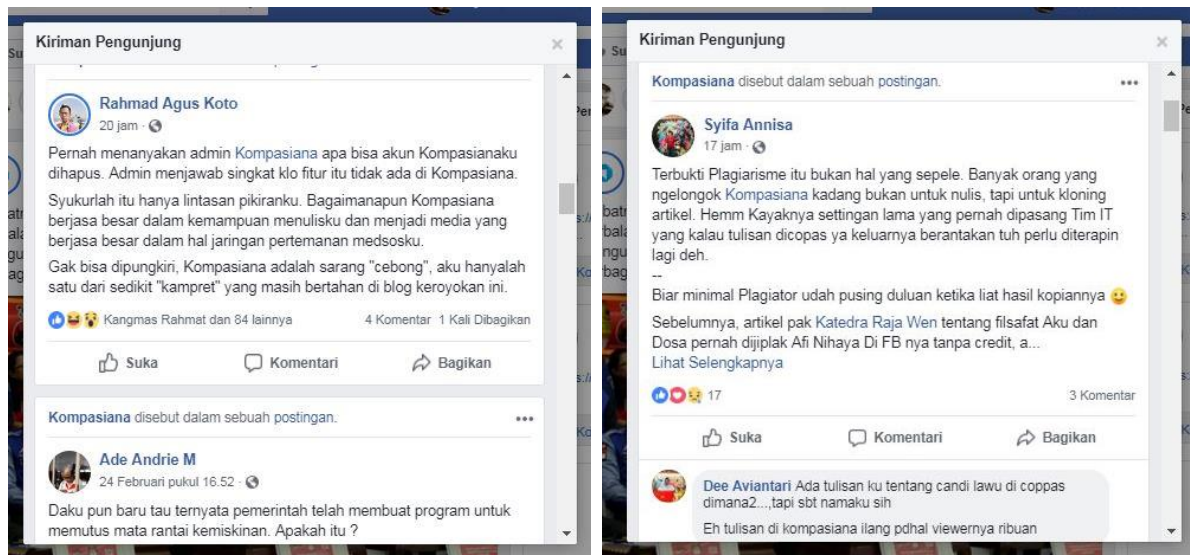 Kiriman Pengunjung
Rahmad Agus Koto
20 jam ·
Pernah menanyakan admin Kompasiana apa bisa akun Kompasianaku
dihapus. Admin menjawab singkat klo fitur itu tidak ada di Kompasiana.
Syukurlah itu hanya lintasan pikiranku. Bagaimanapun Kompasiana
berjasa besar dalam kemampuan menulisku dan menjadi media yang
berjasa besar dalam hal jaringan pertemanan medsosku.
Gak bisa dipungkiri, Kompasiana adalah sarang "cebong", aku hanyalah
satu dari sedikit "kampret" yang masih bertahan di blog keroyokan ini.
Kangmas Rahmat dan 84 lainnya 4 Komentar 1 Kali Dibagikan
Suka Komentari Bagikan
Kompasiana disebut dalam sebuah postingan.
Ade Andrie M
24 Februari pukul 16.52 ·
Daku pun baru tau ternyata pemerintah telah membuat program untuk
memutus mata rantai kemiskinan. Apakah itu ?
Kiriman Pengunjung
Kompasiana disebut dalam sebuah postingan.
Syifa Annisa
17 jam ·
Terbukti Plagiarisme itu bukan hal yang sepele. Banyak orang yang
ngelongok Kompasiana kadang bukan untuk nulis, tapi untuk kloning
artikel. Hemm Kayaknya settingan lama yang pernah dipasang Tim IT
yang kalau tulisan dicopas ya keluarnya berantakan tuh perlu diterapin
lagi deh.
--
Biar minimal Plagiator udah pusing duluan ketika liat hasil kopiannya 🙂
Sebelumnya, artikel pak Katedra Raja Wen tentang filsafat Aku dan
Dosa pernah dijiplak Afi Nihaya Di FB nya tanpa credit, a...
Lihat Selengkapnya
17 3 Komentar
Suka Komentari Bagikan
Dee Aviantari Ada tulisan ku tentang candi lawu di coppas
dimana2...,tapi sbt namaku sih
Eh tulisan di kompasiana ilang pdhal viewernya ribuan